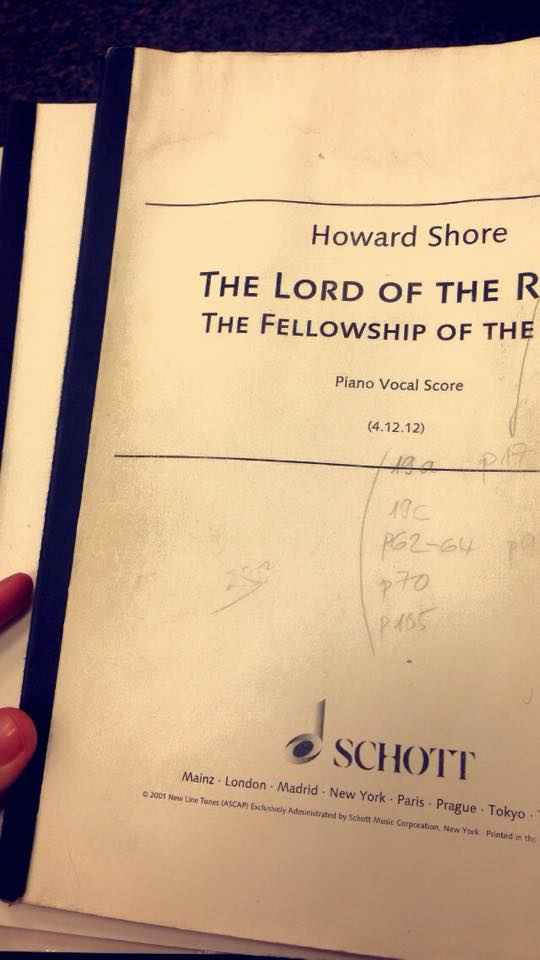 Howard Shore
THE LORD OF THE R
THE FELLOWSHIP OF THE
Piano Vocal Score
(4.12.12)
19a p17
19c
p62-64
p70
p105
SCHOTT
Mainz · London · Madrid · New York · Paris · Prague · Tokyo ·
© 2001 New Line Tunes (ASCAP) Exclusively Administrated by Schott Music Corporation, New York · Printed in the